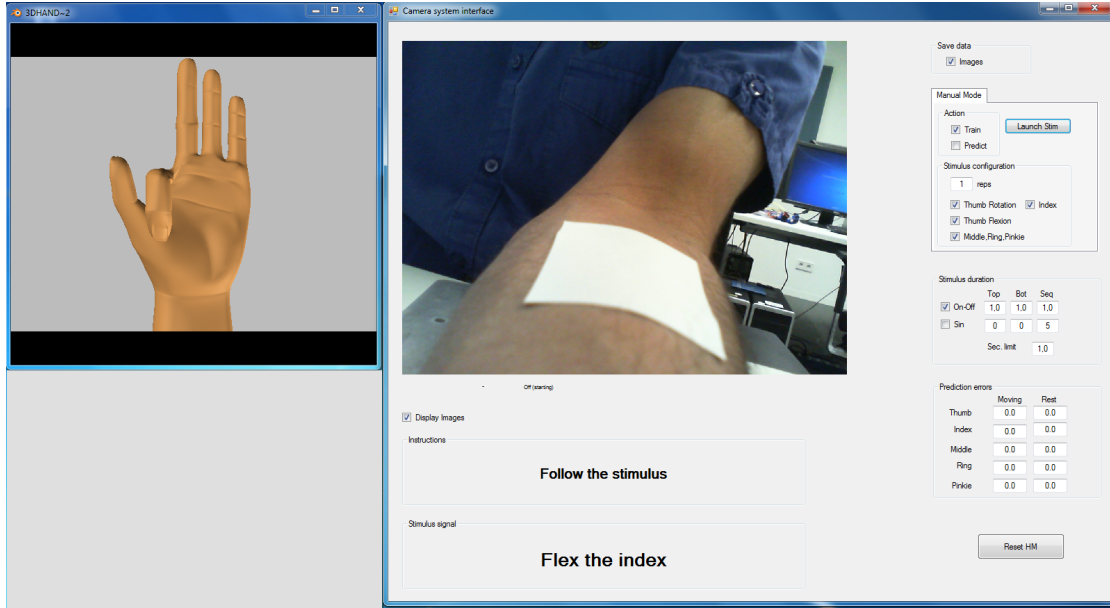 3DHAND~2
Camera system interface
Save data
Images
Manual Mode
Action
Train
Launch Stim
Predict
Stimulus configuration
1 reps
Thumb Rotation Index
Thumb Flexion
Middle,Ring,Pinkie
Stimulus duration
Top Bot Seq
On-Off 1,0 1,0 1,0
Sin 0 0 5
Sec. limit 1,0
- Off (starting)
Display Images
Prediction errors
Moving Rest
Thumb 0.0 0.0
Index 0.0 0.0
Middle 0.0 0.0
Ring 0.0 0.0
Pinkie 0.0 0.0
Instructions
Follow the stimulus
Stimulus signal
Flex the index
Reset HM